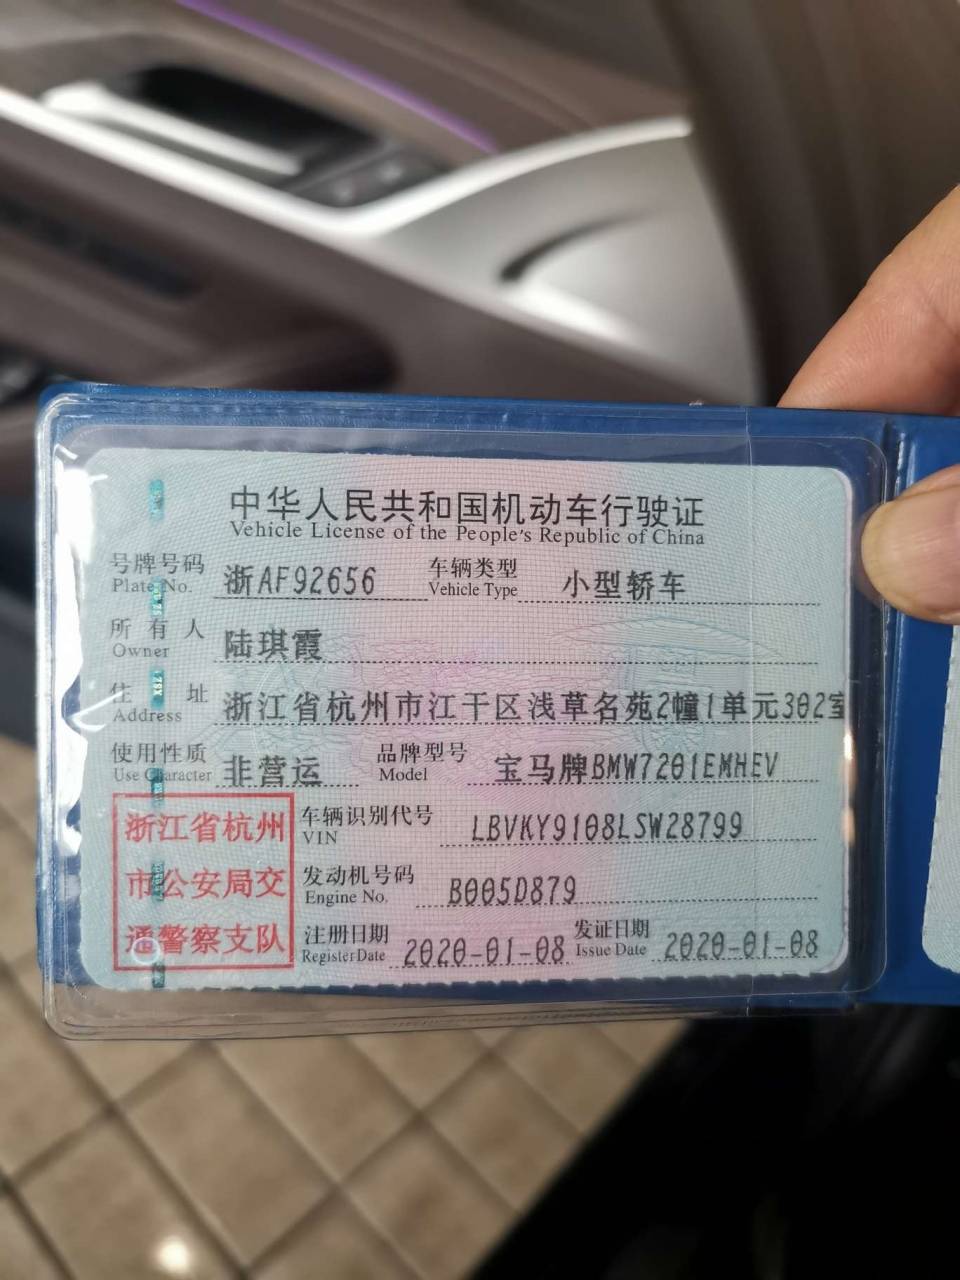 中华人民共和国机动车行驶证
Vehicle License of the People's Republic of China
号牌号码 浙AF92656 车辆类型 小型轿车
Plate No. Vehicle Type
所有人 陆琪霞
Owner
住址 浙江省杭州市江干区浅草名苑2幢1单元302室
Address
使用性质 非营运 品牌型号 宝马牌BMW7201EMHEV
Use Character Model
浙江省杭州 车辆识别代号 LBVKY9108LSW28799
VIN
市公安局交 发动机号码 B005D879
Engine No.
通警察支队 注册日期 2020-01-08 发证日期 2020-01-08
Register Date Issue Date